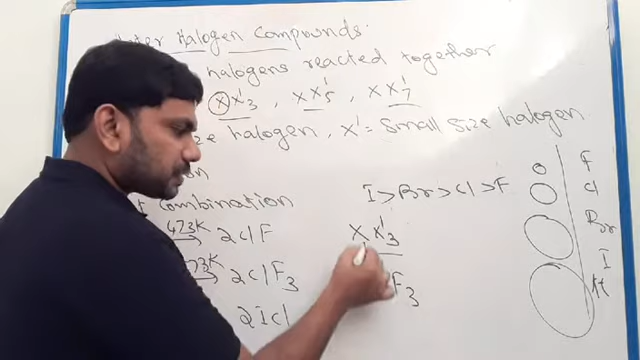 Inter Halogen Compounds.
halogens reacted together
XX'3 , XX'5 , XX'7
halogen, X' = Small Size halogen
Combination
I > Br > Cl > F
473K → 2ClF
XX'3
→ 2ClF3
F3
2ICl
F
Cl
Br
I
At